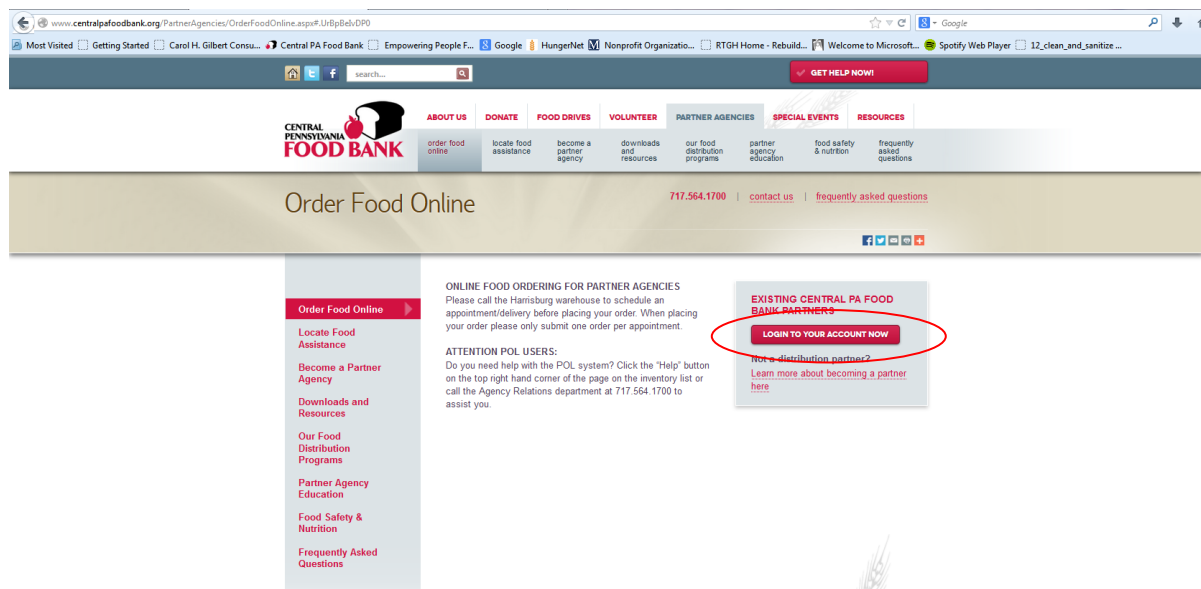 www.centralpafoodbank.org/PartnerAgencies/OrderFoodOnline.aspx#.UrBpBelvDP0
Google
Most Visited Getting Started Carol H. Gilbert Consu... Central PA Food Bank Empowering People F... Google HungerNet Nonprofit Organizatio... RTGH Home - Rebuild... Welcome to Microsoft... Spotify Web Player 12_clean_and_sanitize ...
search...
GET HELP NOW!
CENTRAL
PENNSYLVANIA
FOOD BANK
ABOUT US DONATE FOOD DRIVES VOLUNTEER PARTNER AGENCIES SPECIAL EVENTS RESOURCES
order food online
locate food assistance
become a partner agency
downloads and resources
our food distribution programs
partner agency education
food safety & nutrition
frequently asked questions
Order Food Online
717.564.1700 | contact us | frequently asked questions
Order Food Online
Locate Food
Assistance
Become a Partner
Agency
Downloads and
Resources
Our Food
Distribution
Programs
Partner Agency
Education
Food Safety &
Nutrition
Frequently Asked
Questions
ONLINE FOOD ORDERING FOR PARTNER AGENCIES
Please call the Harrisburg warehouse to schedule an
appointment/delivery before placing your order. When placing
your order please only submit one order per appointment.
ATTENTION POL USERS:
Do you need help with the POL system? Click the "Help" button
on the top right hand corner of the page on the inventory list or
call the Agency Relations department at 717.564.1700 to
assist you.
EXISTING CENTRAL PA FOOD
BANK PARTNERS
LOGIN TO YOUR ACCOUNT NOW
Not a distribution partner?
Learn more about becoming a partner
here